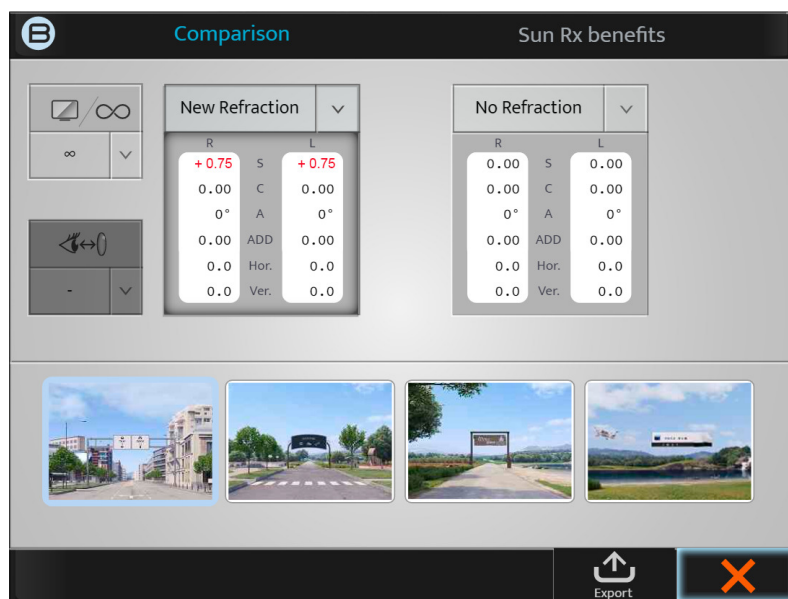 B
Comparison
Sun Rx benefits
/∞
∞
-
New Refraction
R L
+ 0.75 S + 0.75
0.00 C 0.00
0° A 0°
0.00 ADD 0.00
0.0 Hor. 0.0
0.0 Ver. 0.0
No Refraction
R L
0.00 S 0.00
0.00 C 0.00
0° A 0°
0.00 ADD 0.00
0.0 Hor. 0.0
0.0 Ver. 0.0
Export